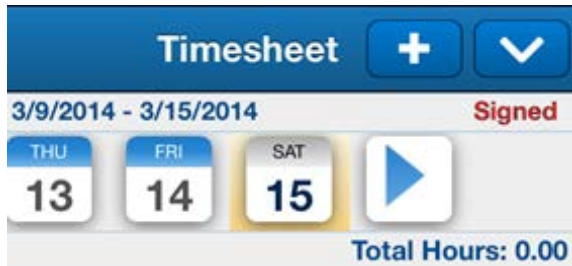 Timesheet
3/9/2014 - 3/15/2014 Signed
THU FRI SAT
13 14 15
Total Hours: 0.00